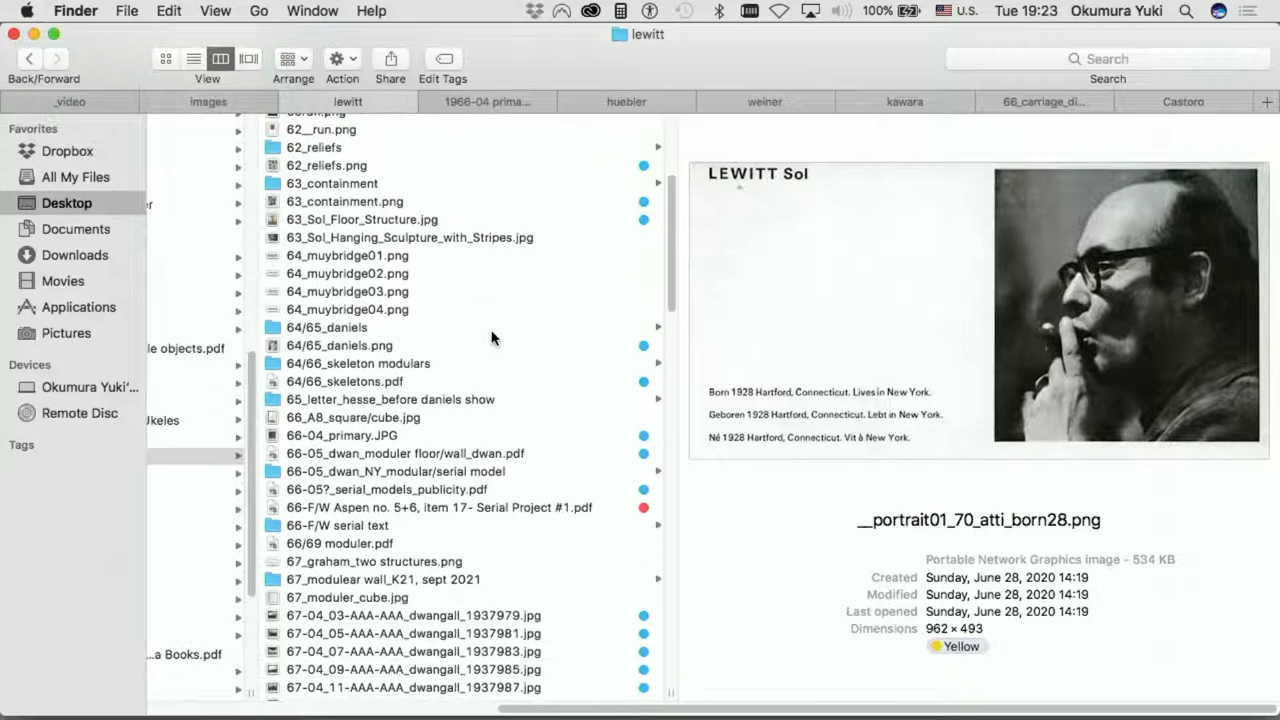 Finder File Edit View Go Window Help 100% U.S. Tue 19:23 Okumura Yuki
lewitt
Back/Forward View Arrange Action Share Edit Tags Search
Search
_video images lewitt 1966-04 prima... huebler weiner kawara 66_carriage_di... Castoro
Favorites
Dropbox
All My Files
Desktop
Documents
Downloads
Movies
Applications
Pictures
Devices
Okumura Yuki'...
Remote Disc
Tags
r
le objects.pdf
Jkeles
...a Books.pdf
62__run.png
62_reliefs
62_reliefs.png
63_containment
63_containment.png
63_Sol_Floor_Structure.jpg
63_Sol_Hanging_Sculpture_with_Stripes.jpg
64_muybridge01.png
64_muybridge02.png
64_muybridge03.png
64_muybridge04.png
64/65_daniels
64/65_daniels.png
64/66_skeleton modulars
64/66_skeletons.pdf
65_letter_hesse_before daniels show
66_A8_square/cube.jpg
66-04_primary.JPG
66-05_dwan_moduler floor/wall_dwan.pdf
66-05_dwan_NY_modular/serial model
66-05?_serial_models_publicity.pdf
66-F/W Aspen no. 5+6, item 17- Serial Project #1.pdf
66-F/W serial text
66/69 moduler.pdf
67_graham_two structures.png
67_modulear wall_K21, sept 2021
67_moduler_cube.jpg
67-04_03-AAA-AAA_dwangall_1937979.jpg
67-04_05-AAA-AAA_dwangall_1937981.jpg
67-04_07-AAA-AAA_dwangall_1937983.jpg
67-04_09-AAA-AAA_dwangall_1937985.jpg
67-04_11-AAA-AAA_dwangall_1937987.jpg
LEWITT Sol
Born 1928 Hartford, Connecticut. Lives in New York.
Geboren 1928 Hartford, Connecticut. Lebt in New York.
Né 1928 Hartford, Connecticut. Vit à New York.
__portrait01_70_atti_born28.png
Portable Network Graphics image - 534 KB
Created Sunday, June 28, 2020 14:19
Modified Sunday, June 28, 2020 14:19
Last opened Sunday, June 28, 2020 14:19
Dimensions 962 × 493
Yellow